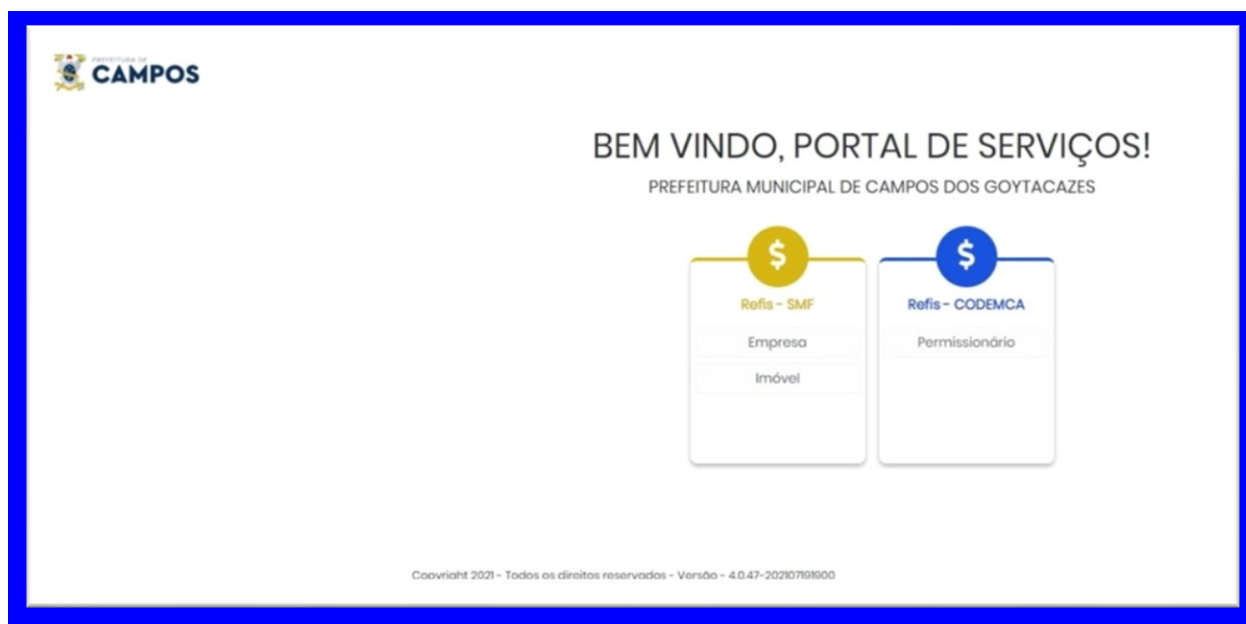 PREFEITURA DE
CAMPOS
BEM VINDO, PORTAL DE SERVIÇOS!
PREFEITURA MUNICIPAL DE CAMPOS DOS GOYTACAZES
$
$
Refis - SMF
Refis - CODEMCA
Empresa
Permissionário
Imóvel
Copyright 2021 - Todos os direitos reservados - Versão - 4.0.47-202107191900